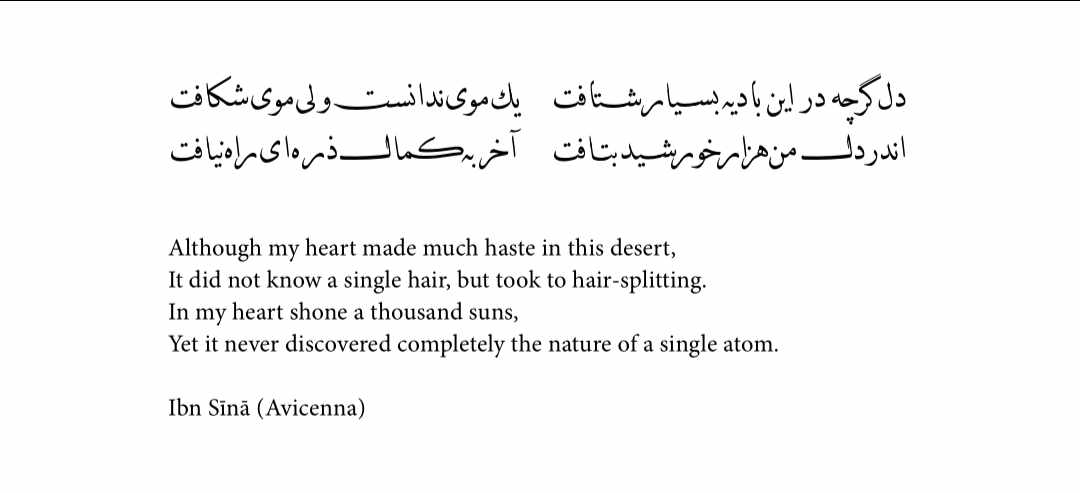 دل گرچه در این بادیه بسیار شتافت یك موی ندانست ولی موی شکافت
اندر دل من هزار خورشید بتافت آخر به کمال ذره‌ای راه نیافت
Although my heart made much haste in this desert,
It did not know a single hair, but took to hair-splitting.
In my heart shone a thousand suns,
Yet it never discovered completely the nature of a single atom.
Ibn Sīnā (Avicenna)